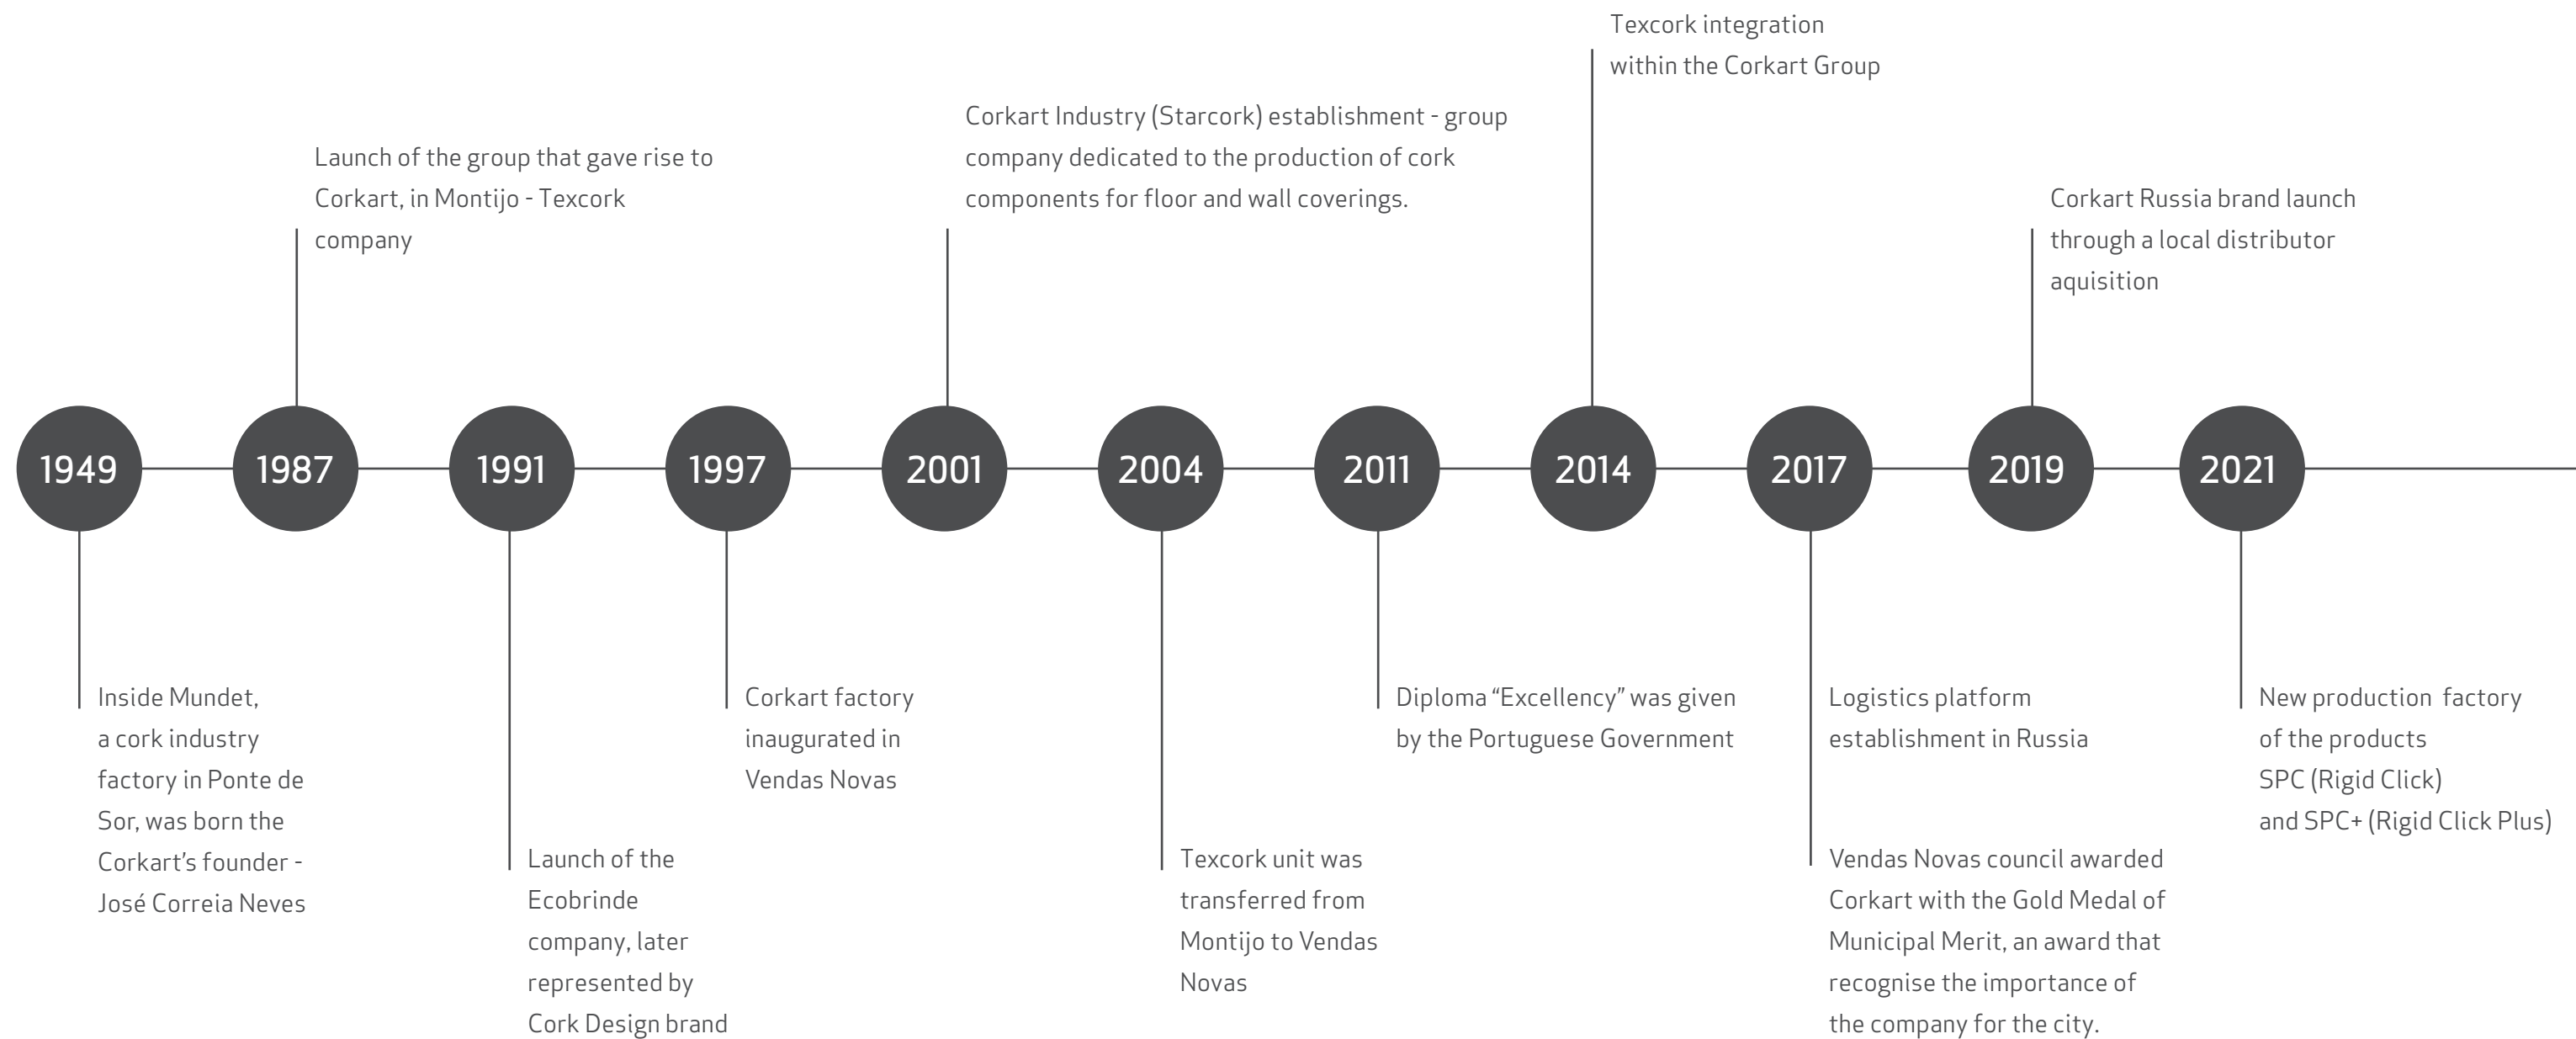 Texcork integration
within the Corkart Group
Corkart Industry (Starcork) establishment - group
company dedicated to the production of cork
components for floor and wall coverings.
Launch of the group that gave rise to
Corkart, in Montijo - Texcork
company
Corkart Russia brand launch
through a local distributor
aquisition
1949
1987
1991
1997
2001
2004
2011
2014
2017
2019
2021
Inside Mundet,
a cork industry
factory in Ponte de
Sor, was born the
Corkart’s founder -
José Correia Neves
Launch of the
Ecobrinde
company, later
represented by
Cork Design brand
Corkart factory
inaugurated in
Vendas Novas
Texcork unit was
transferred from
Montijo to Vendas
Novas
Diploma “Excellency” was given
by the Portuguese Government
Logistics platform
establishment in Russia
Vendas Novas council awarded
Corkart with the Gold Medal of
Municipal Merit, an award that
recognise the importance of
the company for the city.
New production factory
of the products
SPC (Rigid Click)
and SPC+ (Rigid Click Plus)